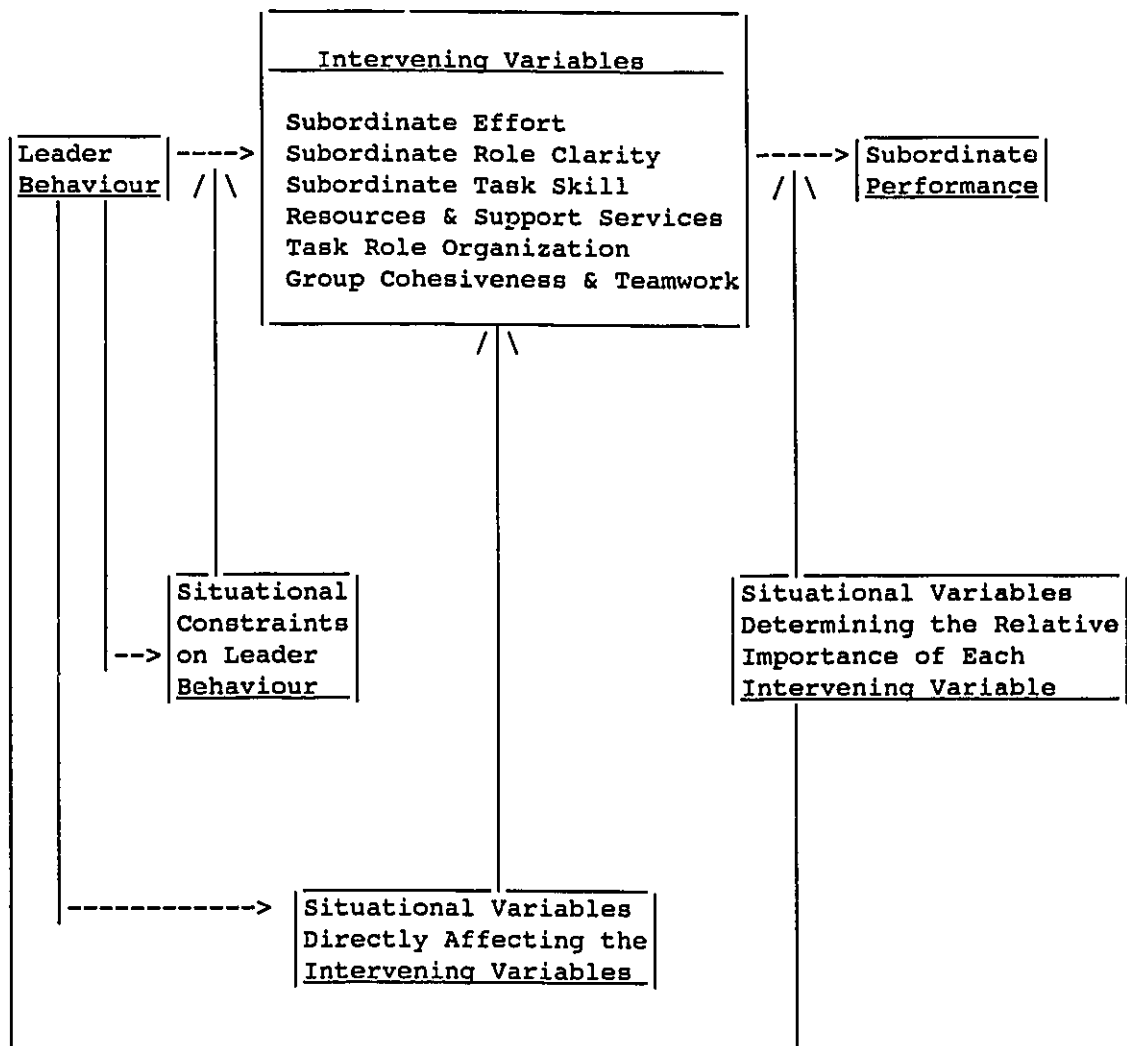 Intervening Variables
Subordinate Effort
Subordinate Role Clarity
Subordinate Task Skill
Resources & Support Services
Task Role Organization
Group Cohesiveness & Teamwork
Leader
Behaviour
Subordinate
Performance
Situational
Constraints
on Leader
Behaviour
Situational Variables
Determining the Relative
Importance of Each
Intervening Variable
Situational Variables
Directly Affecting the
Intervening Variables